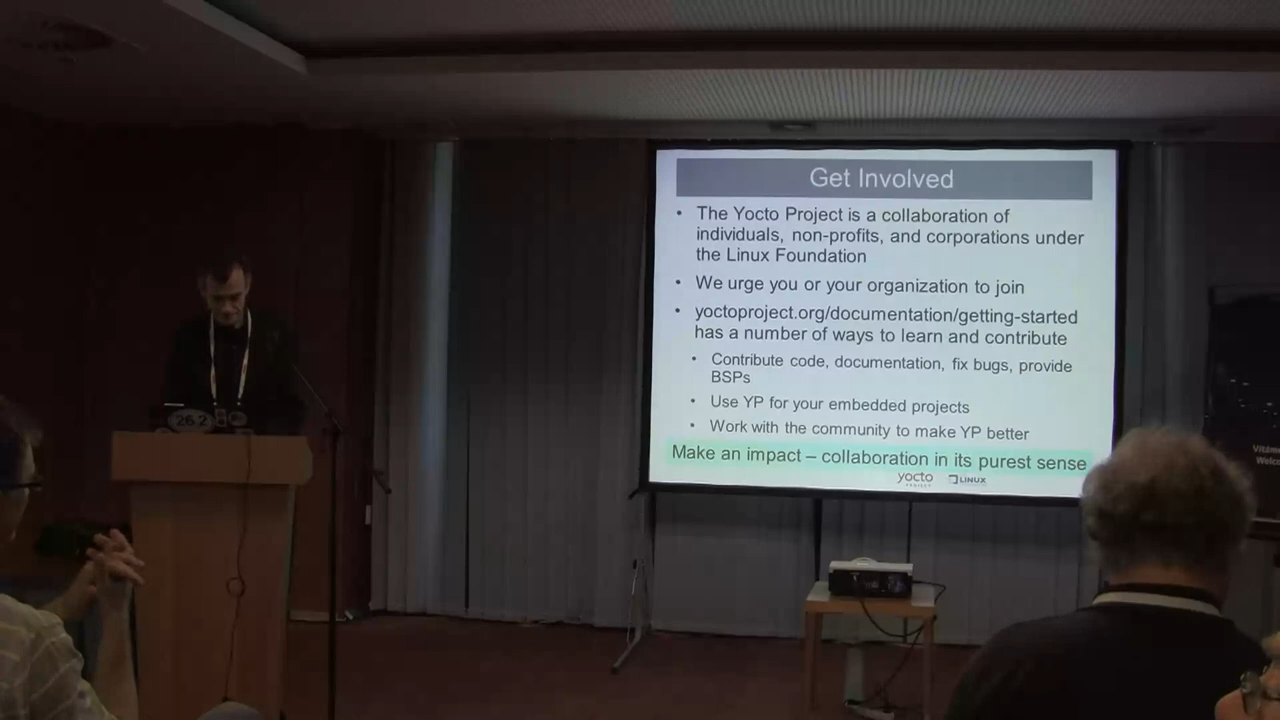 Get Involved
• The Yocto Project is a collaboration of
individuals, non-profits, and corporations under
the Linux Foundation
• We urge you or your organization to join
• yoctoproject.org/documentation/getting-started
has a number of ways to learn and contribute
• Contribute code, documentation, fix bugs, provide
BSPs
• Use YP for your embedded projects
• Work with the community to make YP better
Make an impact – collaboration in its purest sense
yocto
PROJECT
LINUX
26.2